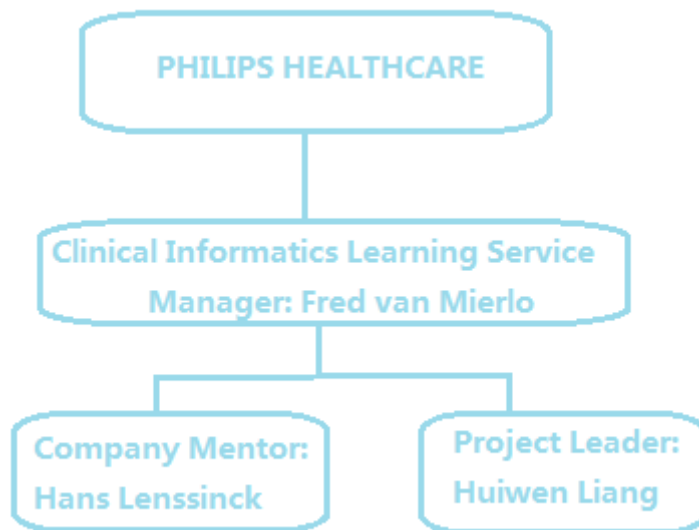 PHILIPS HEALTHCARE
Clinical Informatics Learning Service
Manager: Fred van Mierlo
Company Mentor:
Hans Lenssinck
Project Leader:
Huiwen Liang